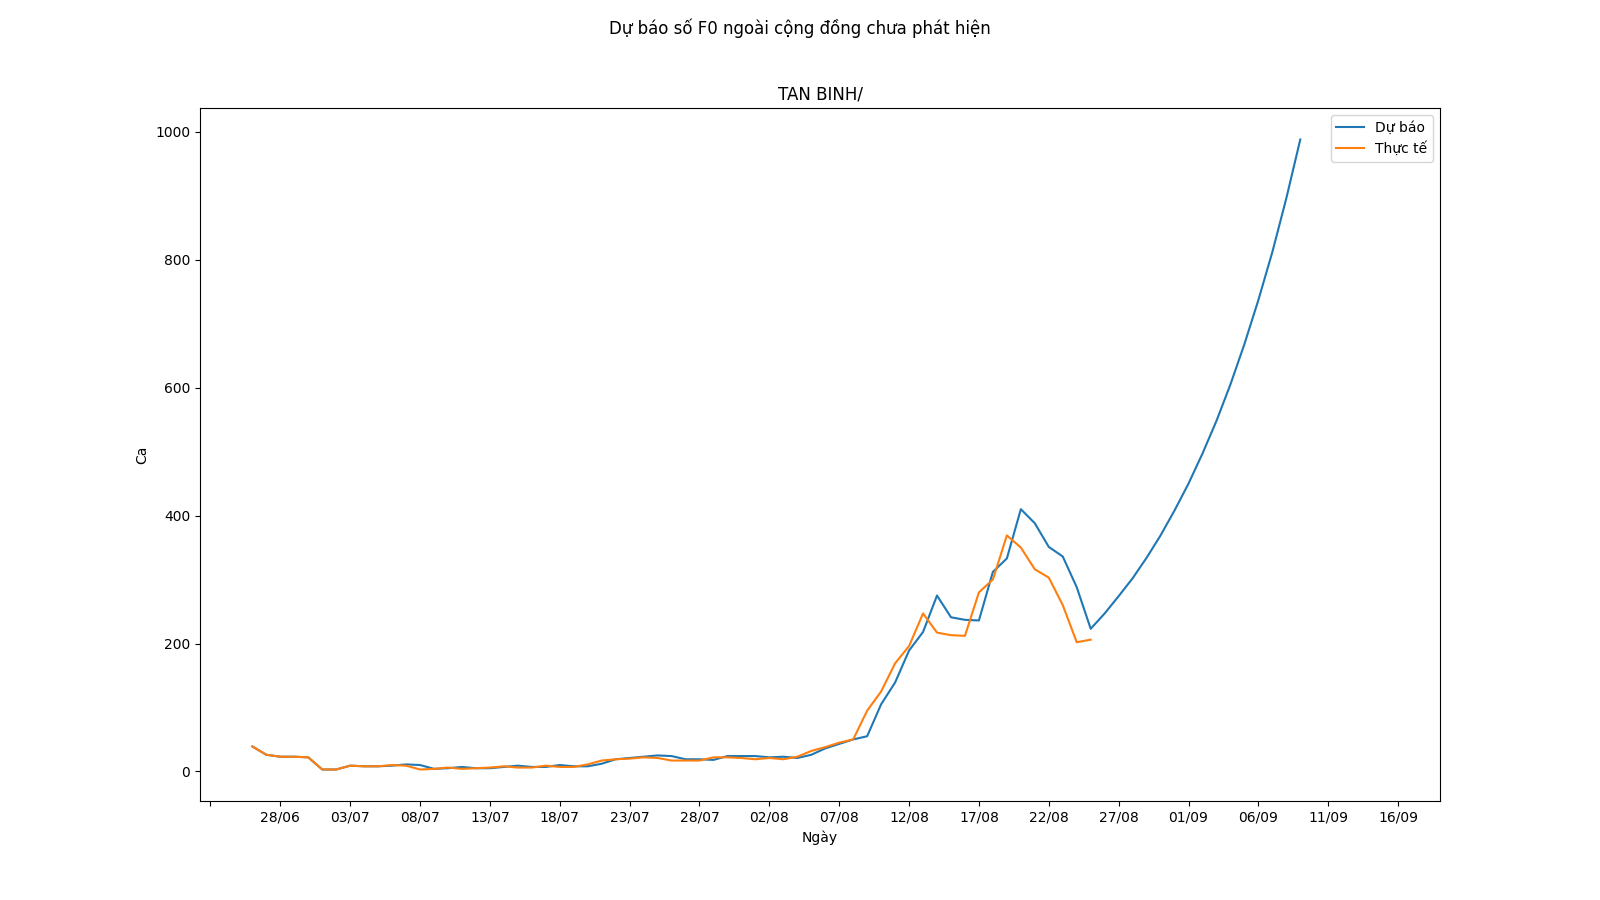 Dự báo số F0 ngoài cộng đồng chưa phát hiện
TAN BINH/
Dự báo
Thực tế
1000
800
600
400
200
0
Ca
28/06 03/07 08/07 13/07 18/07 23/07 28/07 02/08 07/08 12/08 17/08 22/08 27/08 01/09 06/09 11/09 16/09
Ngày